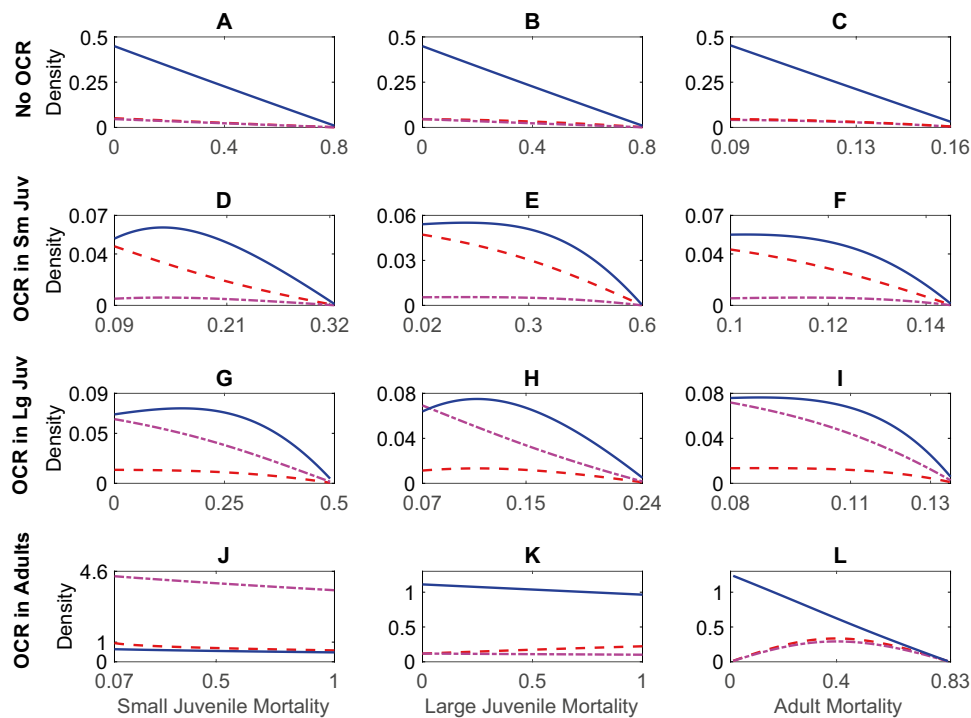 A B C
No OCR
Density
0.5 0.5 0.5
0.25 0.25 0.25
0 0 0
0 0.4 0.8 0 0.4 0.8 0.09 0.13 0.16
D E F
OCR in Sm Juv
Density
0.07 0.06 0.07
0.04 0.03 0.04
0 0 0
0.09 0.21 0.32 0.02 0.3 0.6 0.1 0.12 0.14
G H I
OCR in Lg Juv
Density
0.09 0.08 0.08
0.05 0.04 0.04
0 0 0
0 0.25 0.5 0.07 0.15 0.24 0.08 0.11 0.13
J K L
OCR in Adults
Density
4.6
1 1
0.5 0.5
1 0 0
0
0.07 0.5 1 0 0.5 1 0 0.4 0.83
Small Juvenile Mortality Large Juvenile Mortality Adult Mortality